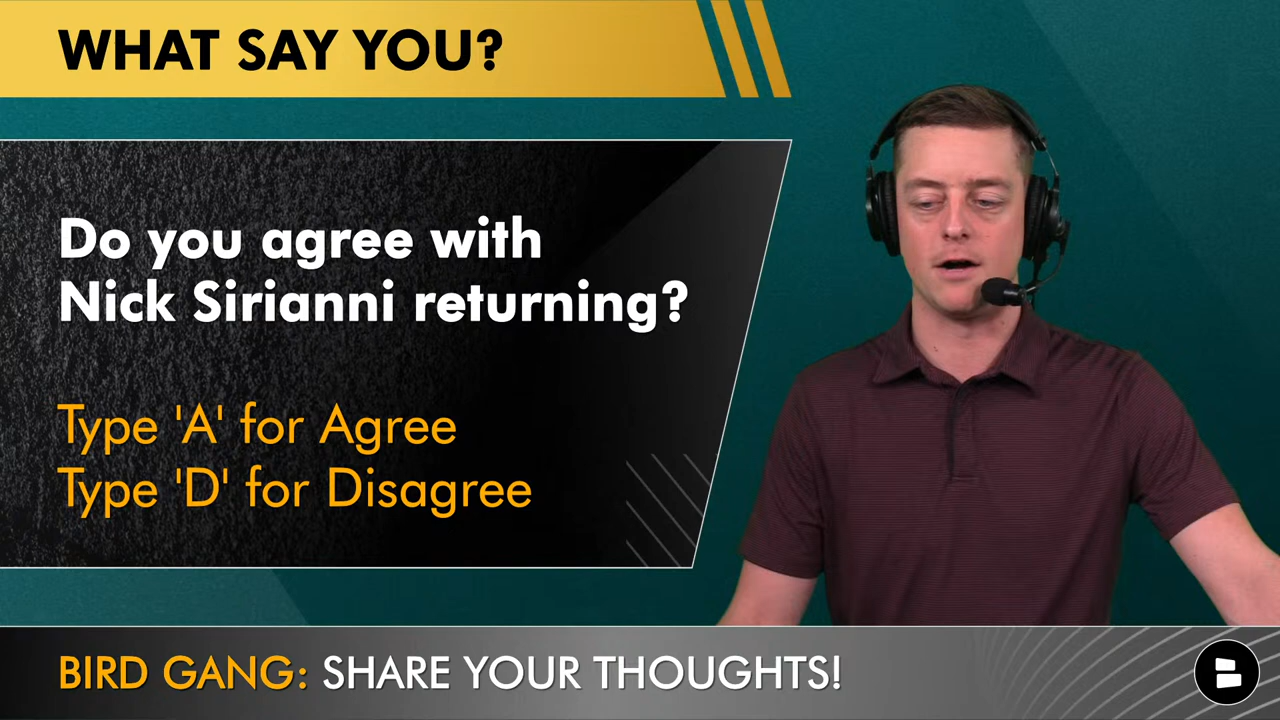 WHAT SAY YOU?
Do you agree with
Nick Sirianni returning?
Type 'A' for Agree
Type 'D' for Disagree
BIRD GANG: SHARE YOUR THOUGHTS!